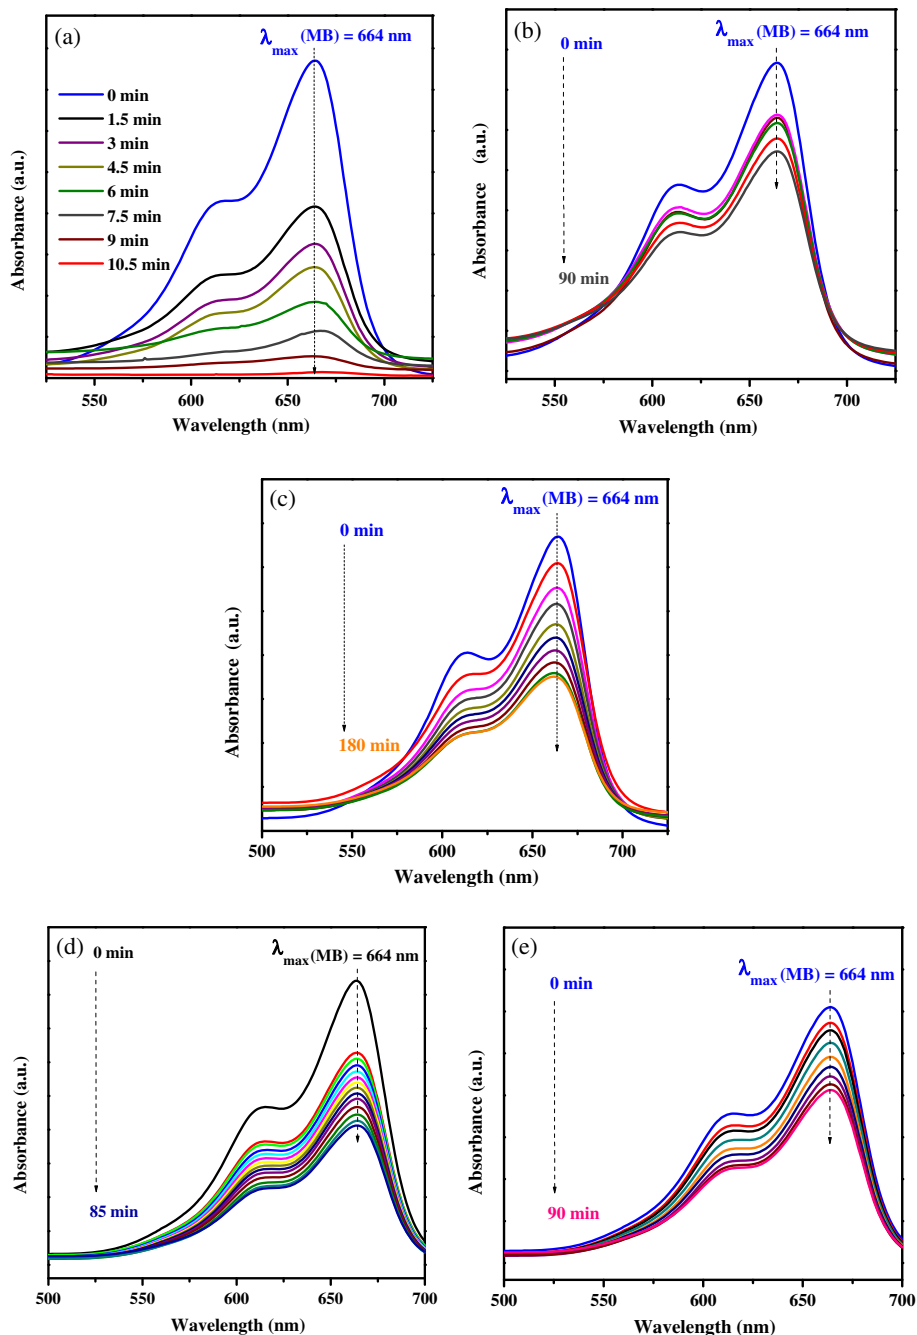 (a)
λmax (MB) = 664 nm
0 min
1.5 min
3 min
4.5 min
6 min
7.5 min
9 min
10.5 min
Absorbance (a.u.)
550 600 650 700
Wavelength (nm)
(b)
0 min
λmax (MB) = 664 nm
90 min
Absorbance (a.u.)
550 600 650 700
Wavelength (nm)
(c)
λmax (MB) = 664 nm
0 min
180 min
Absorbance (a.u.)
500 550 600 650 700
Wavelength (nm)
(d)
0 min
λmax (MB) = 664 nm
85 min
Absorbance (a.u.)
500 550 600 650 700
Wavelength (nm)
(e)
0 min
λmax (MB) = 664 nm
90 min
Absorbance (a.u.)
500 550 600 650 700
Wavelength (nm)